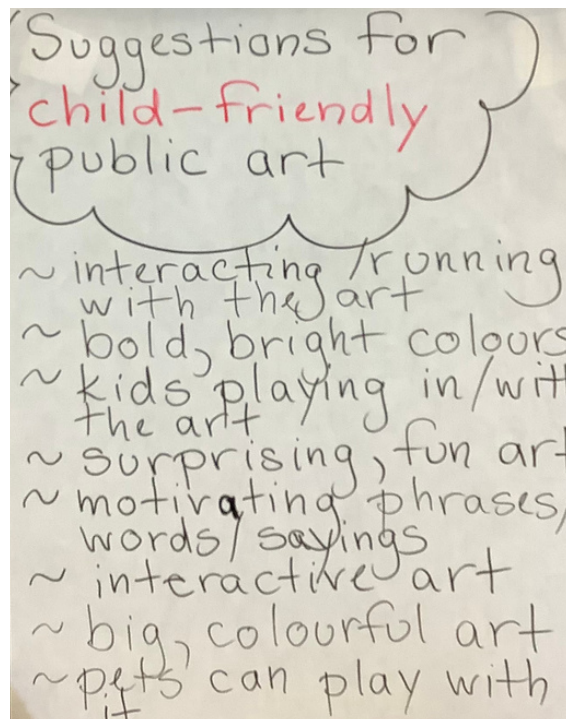 Suggestions for
child-friendly
public art
~ interacting/running
with the art
~ bold, bright colours
~ kids playing in/wit
the art
~ surprising, fun art
~ motivating phrases/
words/sayings
~ interactive art
~ big, colourful art
~ pets can play with
it